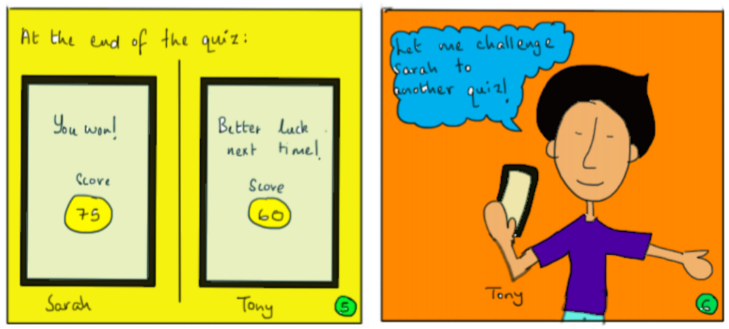 At the end of the quiz:
You won!
Score
75
Sarah
Better luck
next time!
Score
60
Tony
5
Let me challenge
Sarah to
another quiz!
Tony
6